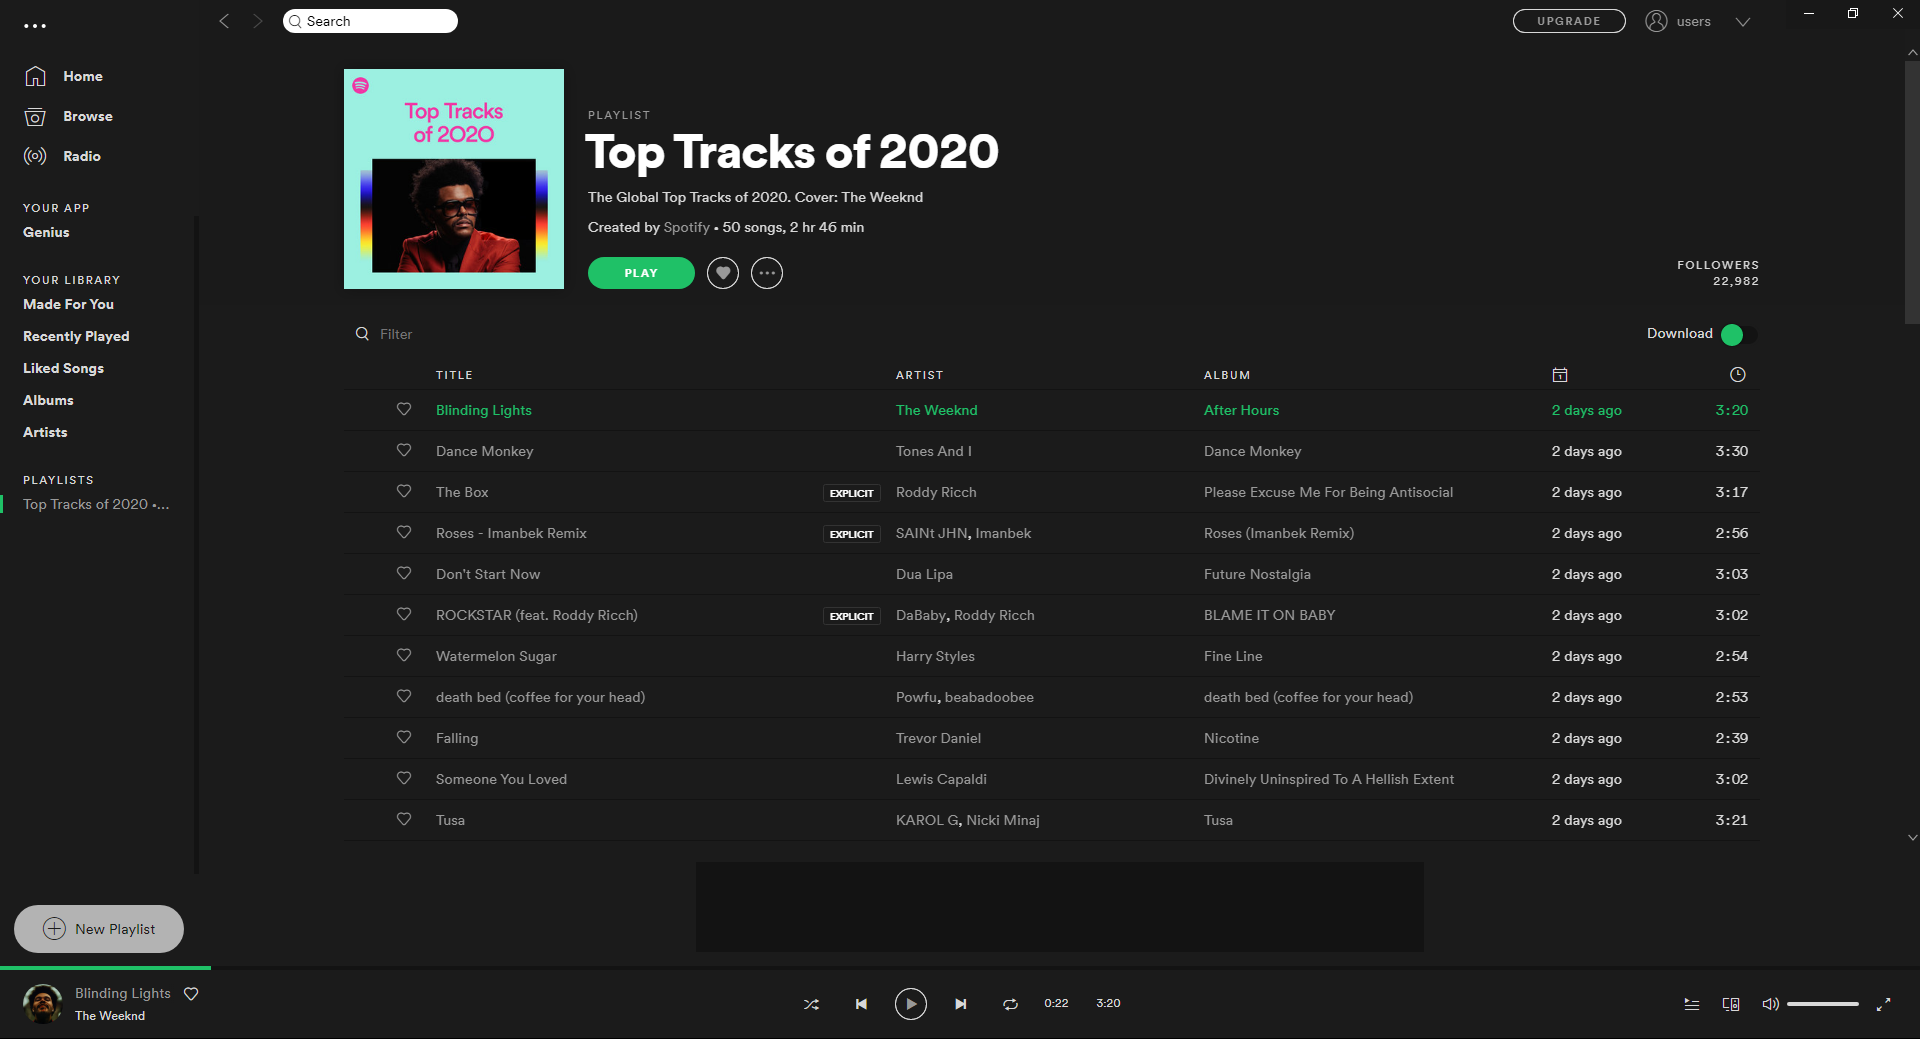 Search
UPGRADE
users
Home
Browse
Radio
YOUR APP
Genius
YOUR LIBRARY
Made For You
Recently Played
Liked Songs
Albums
Artists
PLAYLISTS
Top Tracks of 2020 •...
New Playlist
Top Tracks
of 2020
PLAYLIST
Top Tracks of 2020
The Global Top Tracks of 2020. Cover: The Weeknd
Created by Spotify • 50 songs, 2 hr 46 min
PLAY
FOLLOWERS
22,982
Filter
Download
TITLE ARTIST ALBUM
Blinding Lights The Weeknd After Hours 2 days ago 3:20
Dance Monkey Tones And I Dance Monkey 2 days ago 3:30
The Box EXPLICIT Roddy Ricch Please Excuse Me For Being Antisocial 2 days ago 3:17
Roses - Imanbek Remix EXPLICIT SAINt JHN, Imanbek Roses (Imanbek Remix) 2 days ago 2:56
Don't Start Now Dua Lipa Future Nostalgia 2 days ago 3:03
ROCKSTAR (feat. Roddy Ricch) EXPLICIT DaBaby, Roddy Ricch BLAME IT ON BABY 2 days ago 3:02
Watermelon Sugar Harry Styles Fine Line 2 days ago 2:54
death bed (coffee for your head) Powfu, beabadoobee death bed (coffee for your head) 2 days ago 2:53
Falling Trevor Daniel Nicotine 2 days ago 2:39
Someone You Loved Lewis Capaldi Divinely Uninspired To A Hellish Extent 2 days ago 3:02
Tusa KAROL G, Nicki Minaj Tusa 2 days ago 3:21
Blinding Lights
The Weeknd
0:22 3:20